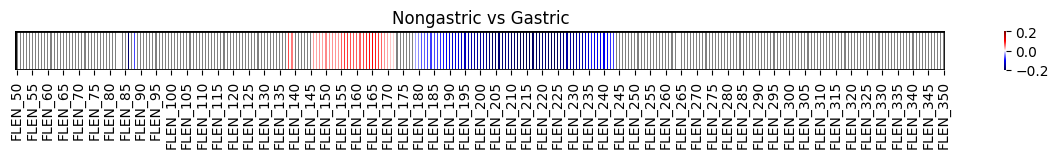 Nongastric vs Gastric
0.2
0.0
−0.2
FLEN_50
FLEN_55
FLEN_60
FLEN_65
FLEN_70
FLEN_75
FLEN_80
FLEN_85
FLEN_90
FLEN_95
FLEN_100
FLEN_105
FLEN_110
FLEN_115
FLEN_120
FLEN_125
FLEN_130
FLEN_135
FLEN_140
FLEN_145
FLEN_150
FLEN_155
FLEN_160
FLEN_165
FLEN_170
FLEN_175
FLEN_180
FLEN_185
FLEN_190
FLEN_195
FLEN_200
FLEN_205
FLEN_210
FLEN_215
FLEN_220
FLEN_225
FLEN_230
FLEN_235
FLEN_240
FLEN_245
FLEN_250
FLEN_255
FLEN_260
FLEN_265
FLEN_270
FLEN_275
FLEN_280
FLEN_285
FLEN_290
FLEN_295
FLEN_300
FLEN_305
FLEN_310
FLEN_315
FLEN_320
FLEN_325
FLEN_330
FLEN_335
FLEN_340
FLEN_345
FLEN_350